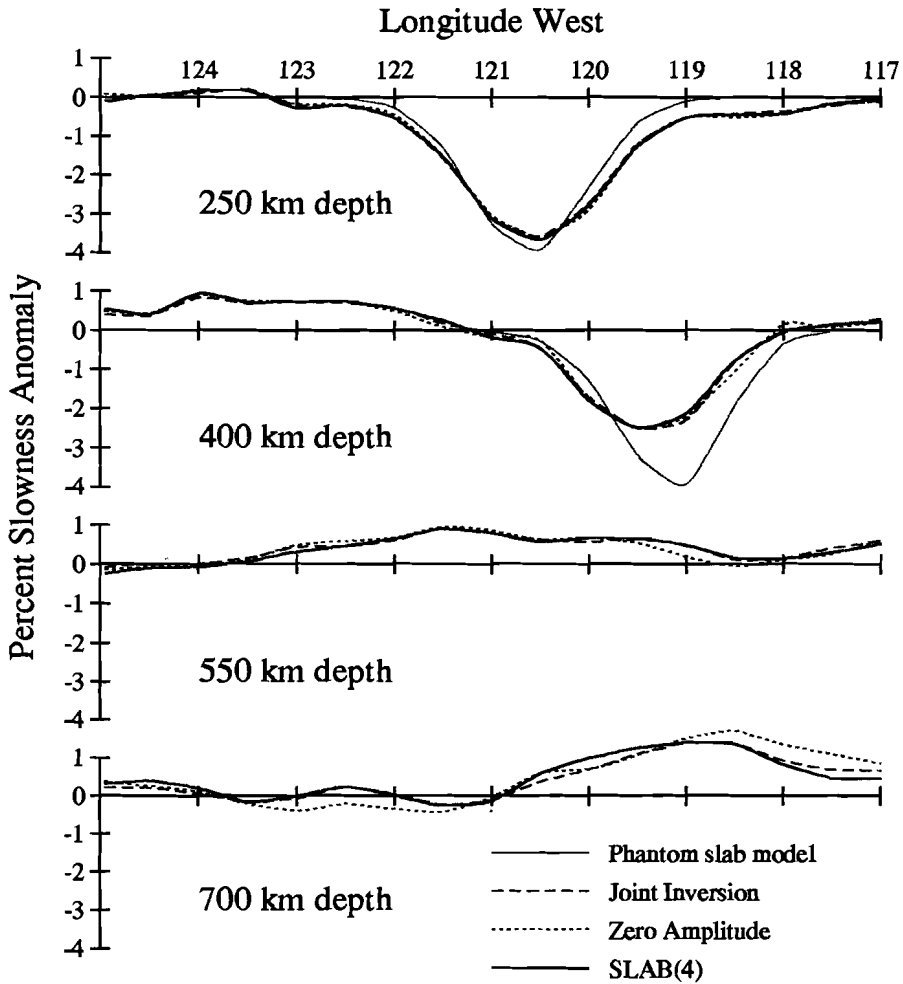 Longitude West
124 123 122 121 120 119 118 117
1
0
-1
-2
-3
-4
250 km depth
1
0
-1
-2
-3
-4
400 km depth
Percent Slowness Anomaly
1
0
-1
-2
-3
-4
550 km depth
1
0
-1
-2
-3
-4
700 km depth
Phantom slab model
Joint Inversion
Zero Amplitude
SLAB(4)